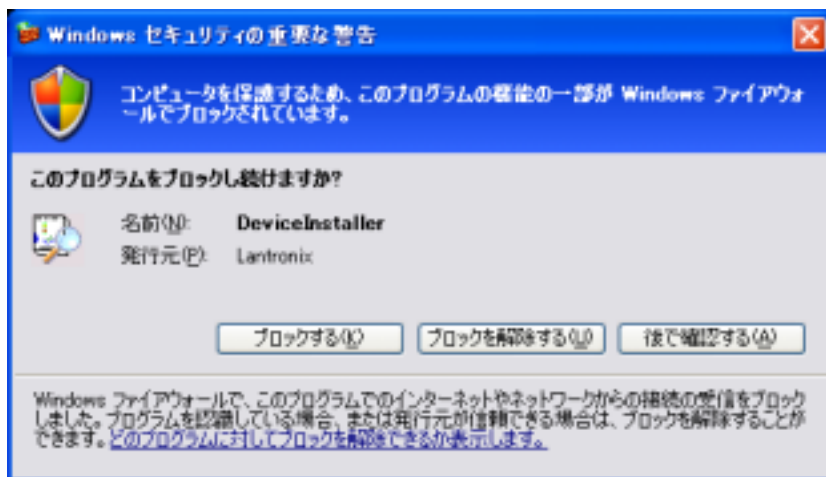 Windows セキュリティの重要な警告
コンピュータを保護するため、このプログラムの機能の一部が Windows ファイアウォ
ールでブロックされています。
このプログラムをブロックし続けますか?
名前(N): DeviceInstaller
発行元(P): Lantronix
ブロックする(K) ブロックを解除する(U) 後で確認する(A)
Windows ファイアウォールで、このプログラムでのインターネットやネットワークからの接続の受信をブロック
しました。プログラムを認識している場合、または発行元が信頼できる場合は、ブロックを解除することが
できます。どのプログラムに対してブロックを解除できるか表示します。